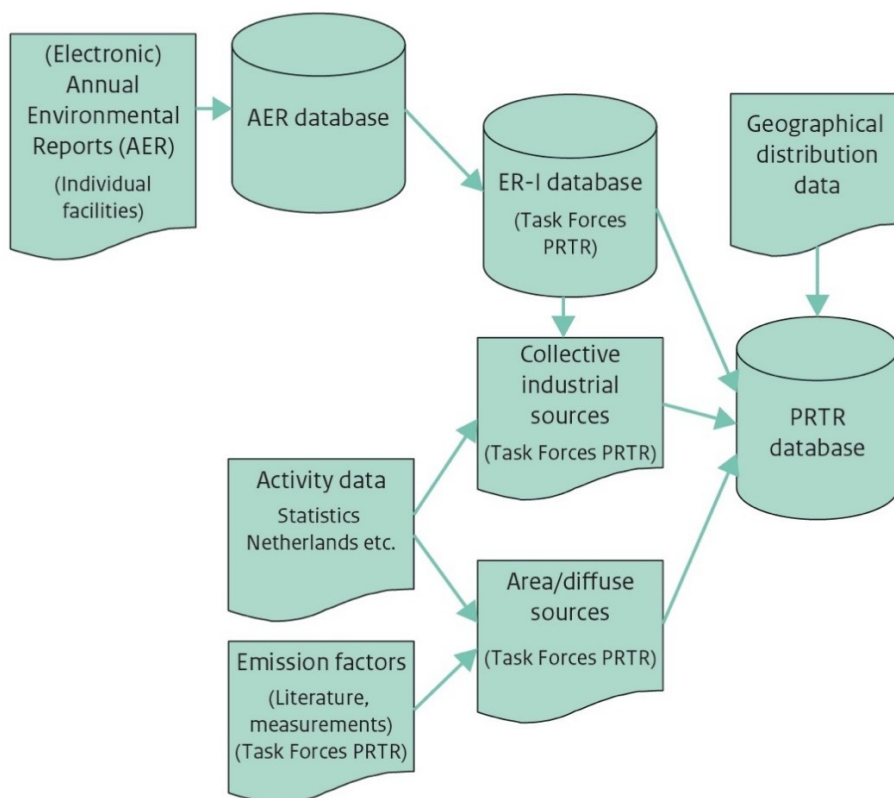 (Electronic)
Annual
Environmental
Reports (AER)
(Individual
facilities)
AER database
ER-I database
(Task Forces
PRTR)
Geographical
distribution
data
Collective
industrial
sources
(Task Forces PRTR)
PRTR
database
Activity data
Statistics
Netherlands etc.
Area/diffuse
sources
(Task Forces PRTR)
Emission factors
(Literature,
measurements)
(Task Forces PRTR)